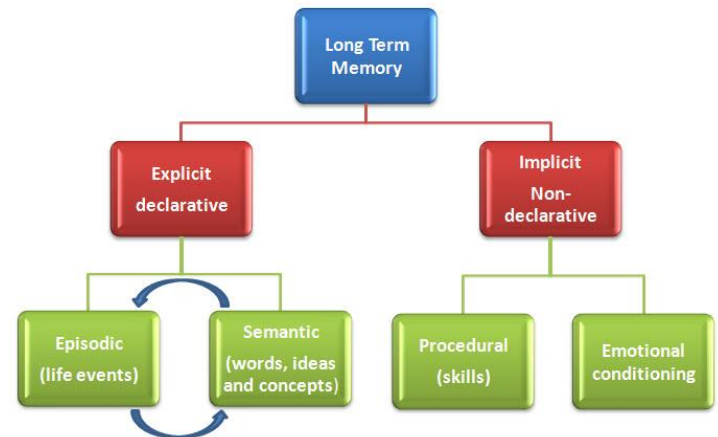 Long Term
Memory
Explicit
declarative
Implicit
Non-
declarative
Episodic
(life events)
Semantic
(words, ideas
and concepts)
Procedural
(skills)
Emotional
conditioning